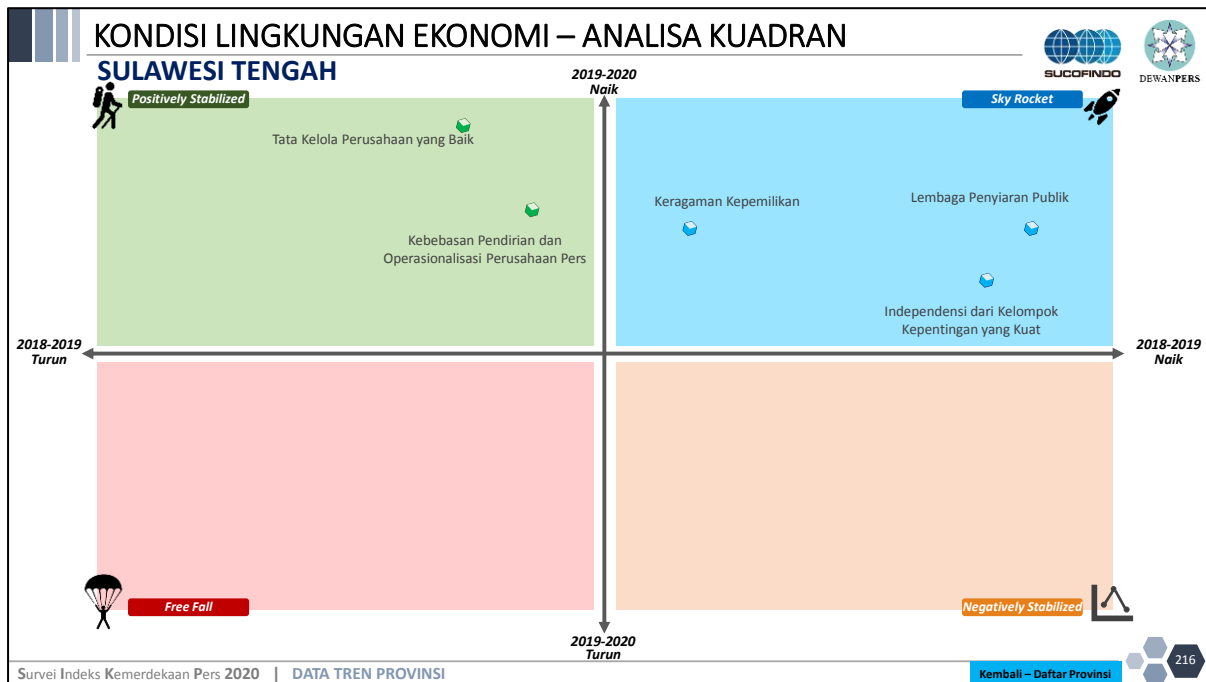 KONDISI LINGKUNGAN EKONOMI – ANALISA KUADRAN
SULAWESI TENGAH
SUCOFINDO
DEWANPERS
2019-2020
Naik
Positively Stabilized
Sky Rocket
Tata Kelola Perusahaan yang Baik
Kebebasan Pendirian dan
Operasionalisasi Perusahaan Pers
Keragaman Kepemilikan
Lembaga Penyiaran Publik
Independensi dari Kelompok
Kepentingan yang Kuat
2018-2019
Turun
2018-2019
Naik
Free Fall
Negatively Stabilized
2019-2020
Turun
Survei Indeks Kemerdekaan Pers 2020 | DATA TREN PROVINSI
Kembali – Daftar Provinsi
216